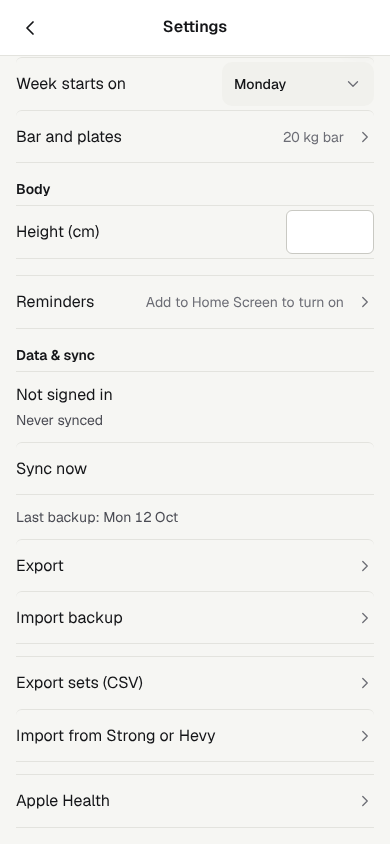 Settings
Week starts on Monday
Bar and plates 20 kg bar
Body
Height (cm)
Reminders Add to Home Screen to turn on
Data & sync
Not signed in
Never synced
Sync now
Last backup: Mon 12 Oct
Export
Import backup
Export sets (CSV)
Import from Strong or Hevy
Apple Health